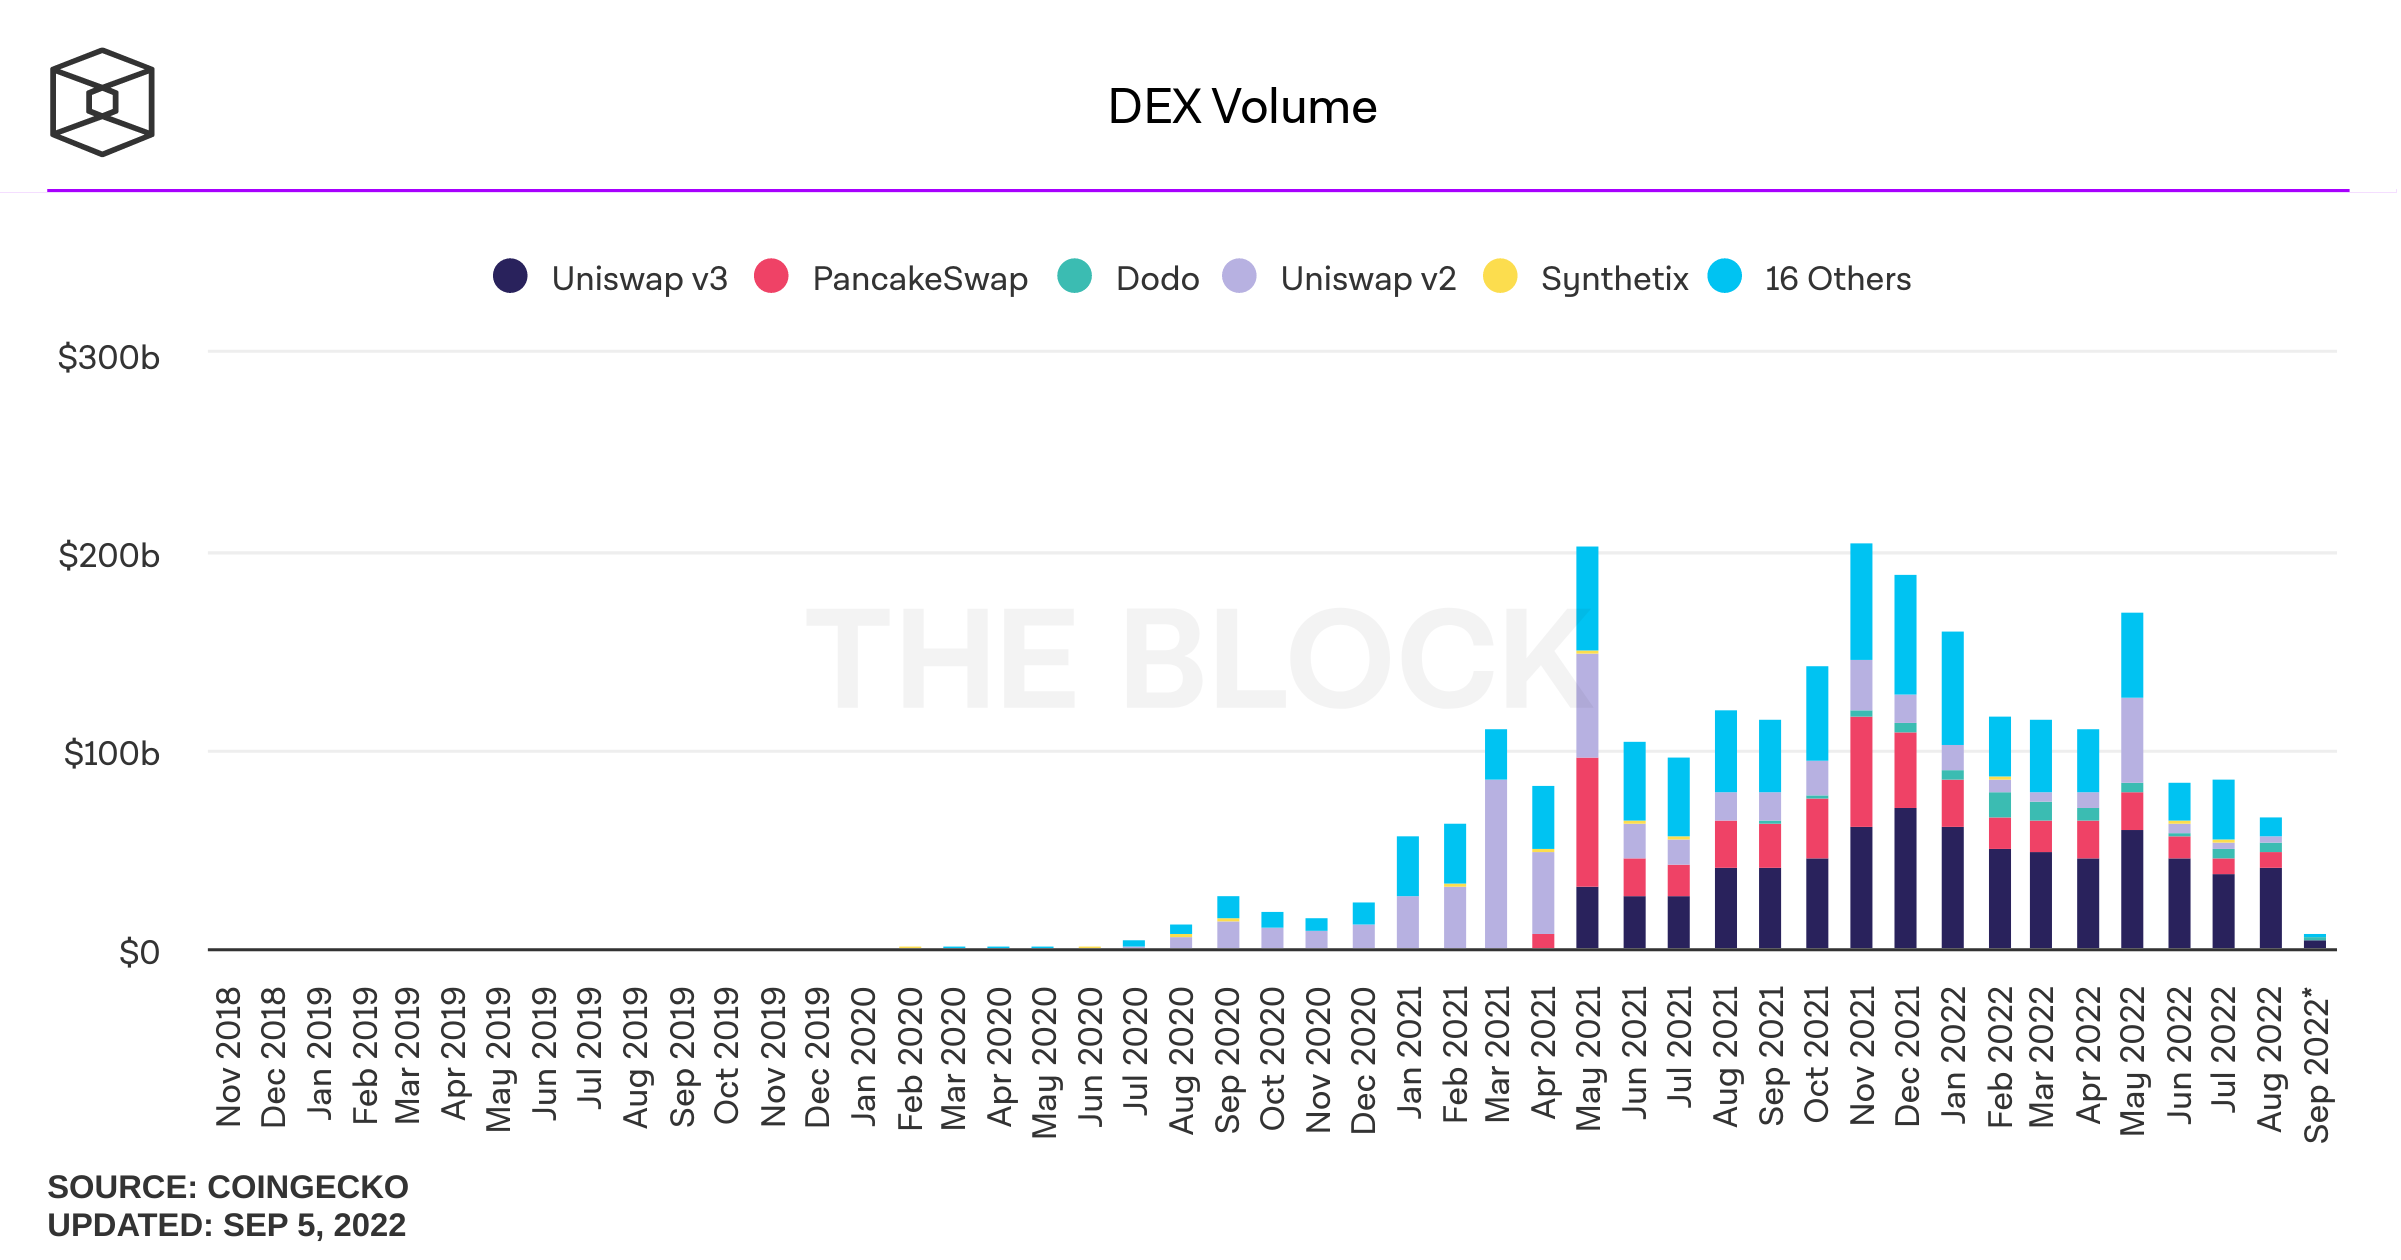 DEX Volume
Uniswap v3 PancakeSwap Dodo Uniswap v2 Synthetix 16 Others
$300b
$200b
THE BLOCK
$100b
$0
Nov 2018 Dec 2018 Jan 2019 Feb 2019 Mar 2019 Apr 2019 May 2019 Jun 2019 Jul 2019 Aug 2019 Sep 2019 Oct 2019 Nov 2019 Dec 2019 Jan 2020 Feb 2020 Mar 2020 Apr 2020 May 2020 Jun 2020 Jul 2020 Aug 2020 Sep 2020 Oct 2020 Nov 2020 Dec 2020 Jan 2021 Feb 2021 Mar 2021 Apr 2021 May 2021 Jun 2021 Jul 2021 Aug 2021 Sep 2021 Oct 2021 Nov 2021 Dec 2021 Jan 2022 Feb 2022 Mar 2022 Apr 2022 May 2022 Jun 2022 Jul 2022 Aug 2022 Sep 2022*
SOURCE: COINGECKO
UPDATED: SEP 5, 2022